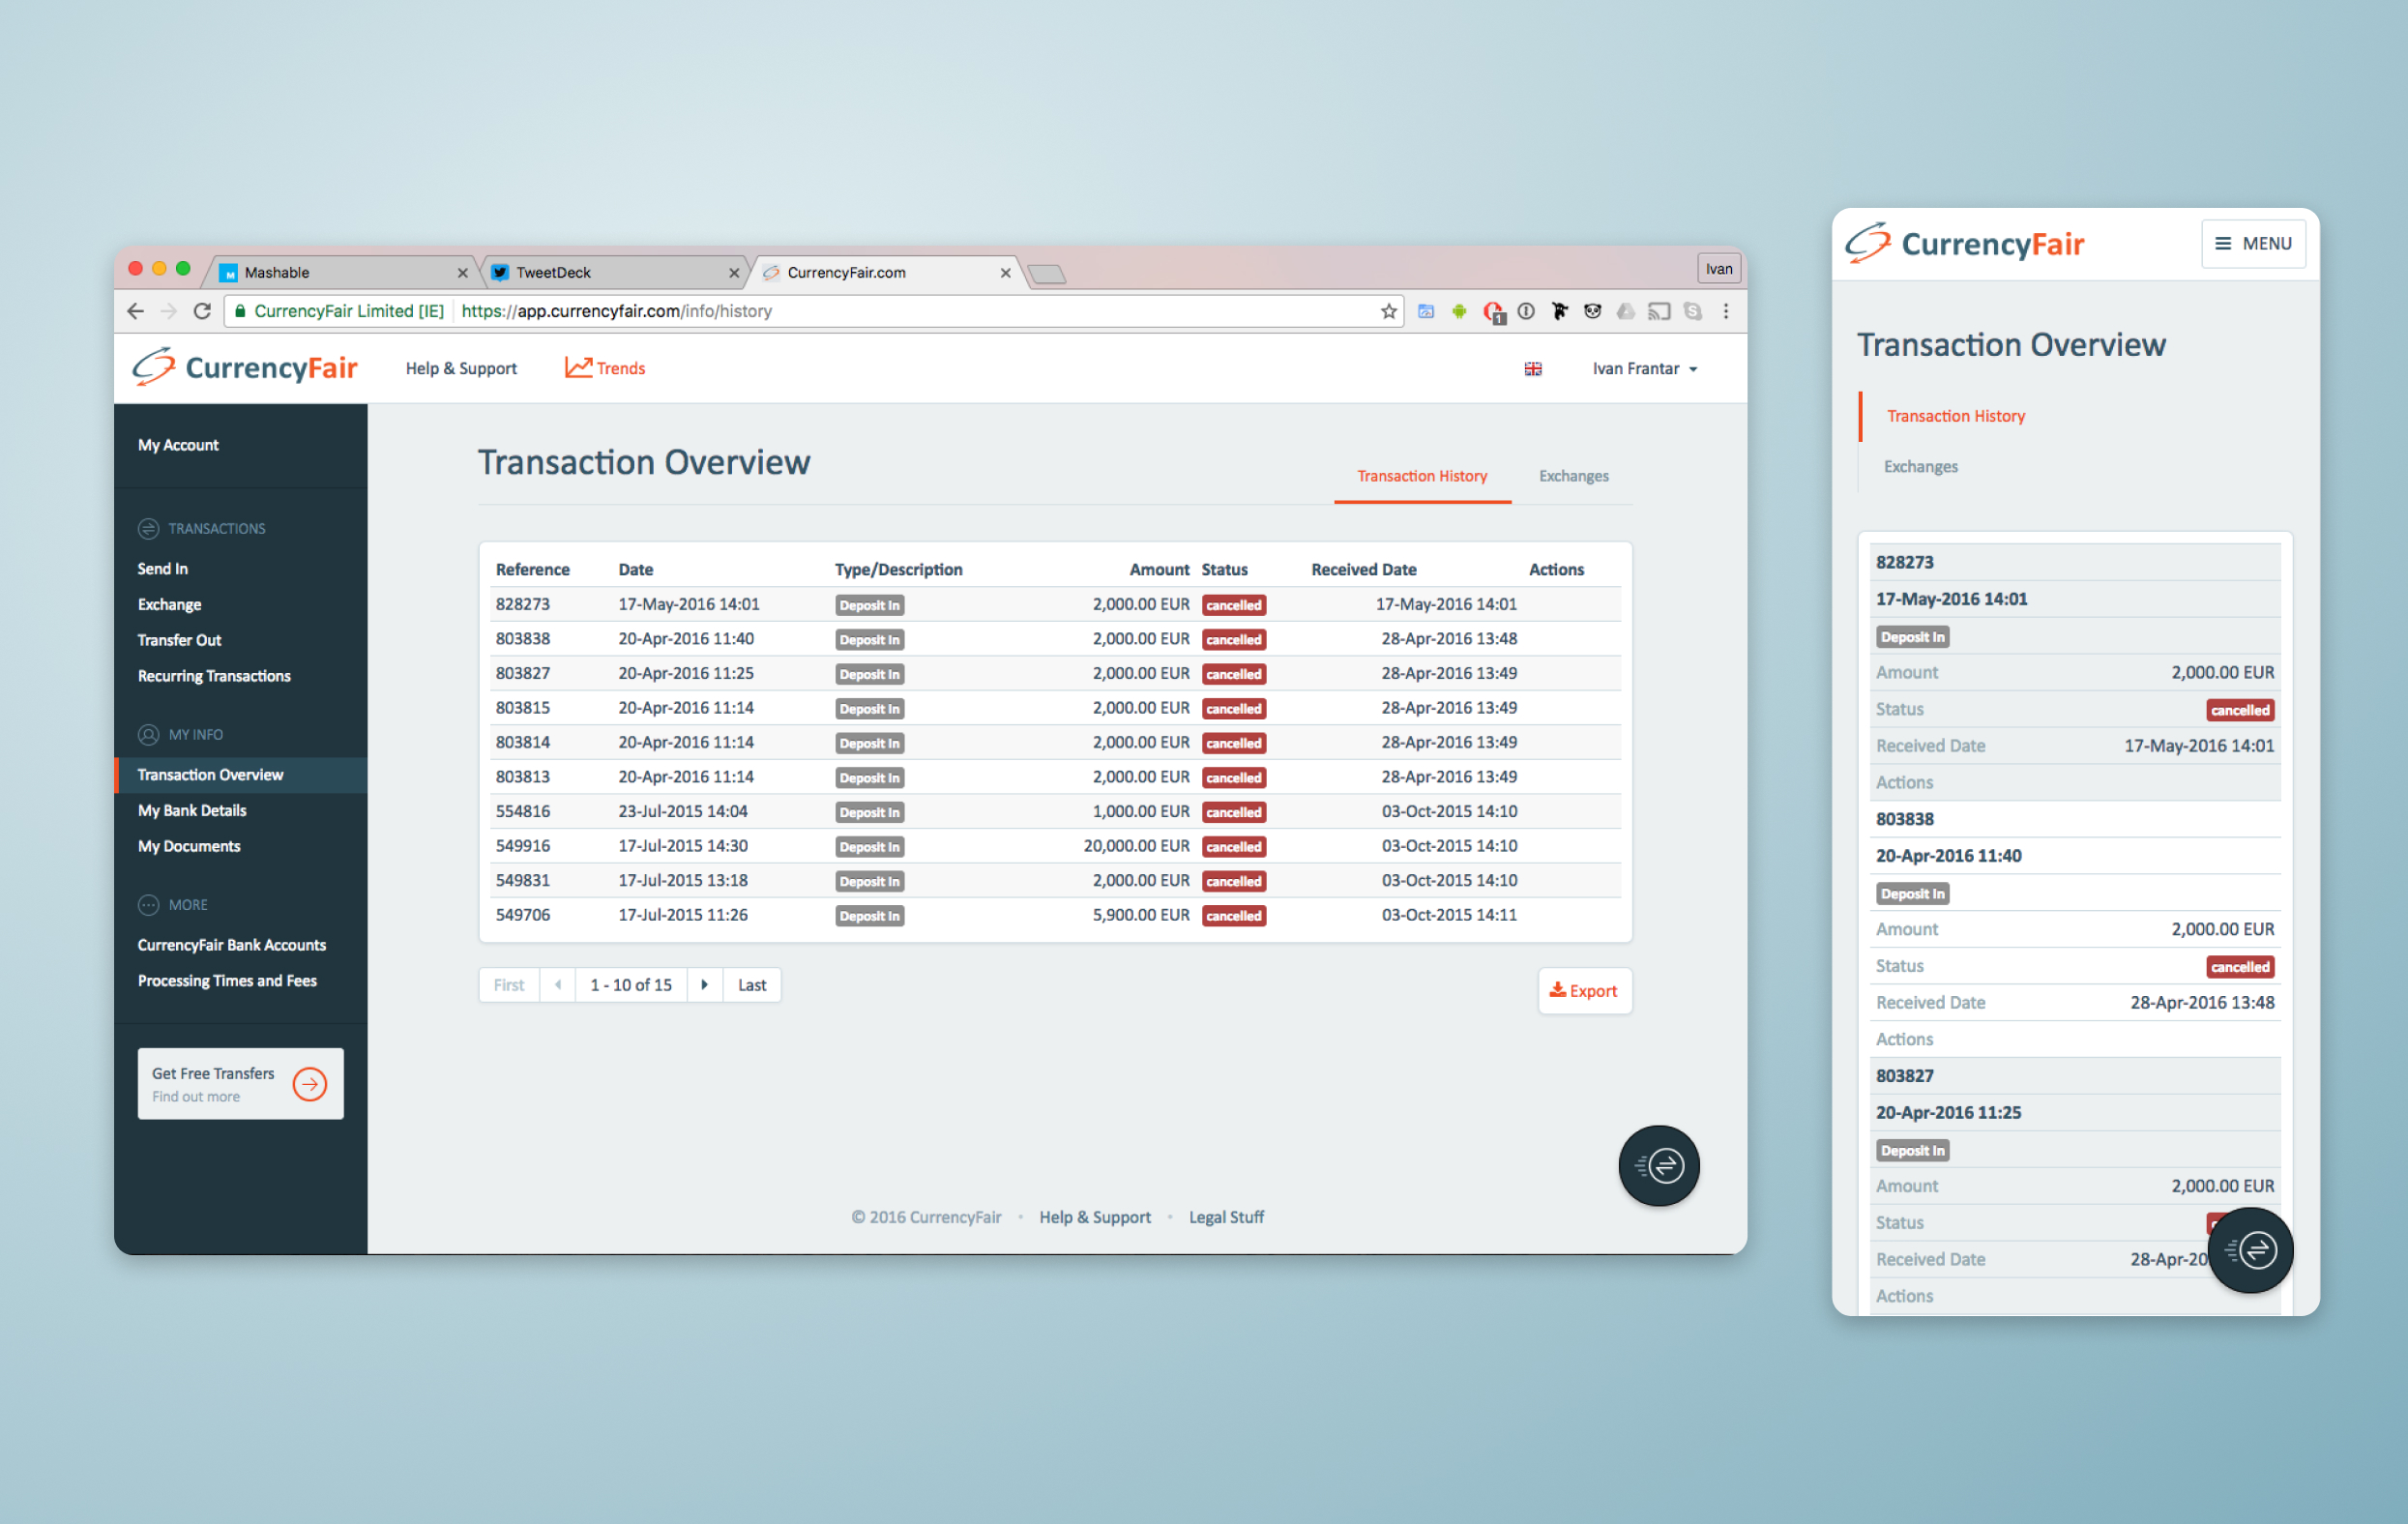 Mashable
TweetDeck
CurrencyFair.com
Ivan
CurrencyFair Limited [IE] https://app.currencyfair.com/info/history
1
CurrencyFair
Help & Support
Trends
Ivan Frantar
My Account
TRANSACTIONS
Send In
Exchange
Transfer Out
Recurring Transactions
MY INFO
Transaction Overview
My Bank Details
My Documents
MORE
CurrencyFair Bank Accounts
Processing Times and Fees
Get Free Transfers
Find out more
Transaction Overview
Transaction History
Exchanges
Reference Date Type/Description Amount Status Received Date Actions
828273 17-May-2016 14:01 Deposit In 2,000.00 EUR cancelled 17-May-2016 14:01
803838 20-Apr-2016 11:40 Deposit In 2,000.00 EUR cancelled 28-Apr-2016 13:48
803827 20-Apr-2016 11:25 Deposit In 2,000.00 EUR cancelled 28-Apr-2016 13:49
803815 20-Apr-2016 11:14 Deposit In 2,000.00 EUR cancelled 28-Apr-2016 13:49
803814 20-Apr-2016 11:14 Deposit In 2,000.00 EUR cancelled 28-Apr-2016 13:49
803813 20-Apr-2016 11:14 Deposit In 2,000.00 EUR cancelled 28-Apr-2016 13:49
554816 23-Jul-2015 14:04 Deposit In 1,000.00 EUR cancelled 03-Oct-2015 14:10
549916 17-Jul-2015 14:30 Deposit In 20,000.00 EUR cancelled 03-Oct-2015 14:10
549831 17-Jul-2015 13:18 Deposit In 2,000.00 EUR cancelled 03-Oct-2015 14:10
549706 17-Jul-2015 11:26 Deposit In 5,900.00 EUR cancelled 03-Oct-2015 14:11
First 1 - 10 of 15 Last
Export
© 2016 CurrencyFair • Help & Support • Legal Stuff
CurrencyFair
MENU
Transaction Overview
Transaction History
Exchanges
828273
17-May-2016 14:01
Deposit In
Amount 2,000.00 EUR
Status cancelled
Received Date 17-May-2016 14:01
Actions
803838
20-Apr-2016 11:40
Deposit In
Amount 2,000.00 EUR
Status cancelled
Received Date 28-Apr-2016 13:48
Actions
803827
20-Apr-2016 11:25
Deposit In
Amount 2,000.00 EUR
Status
Received Date 28-Apr-20
Actions